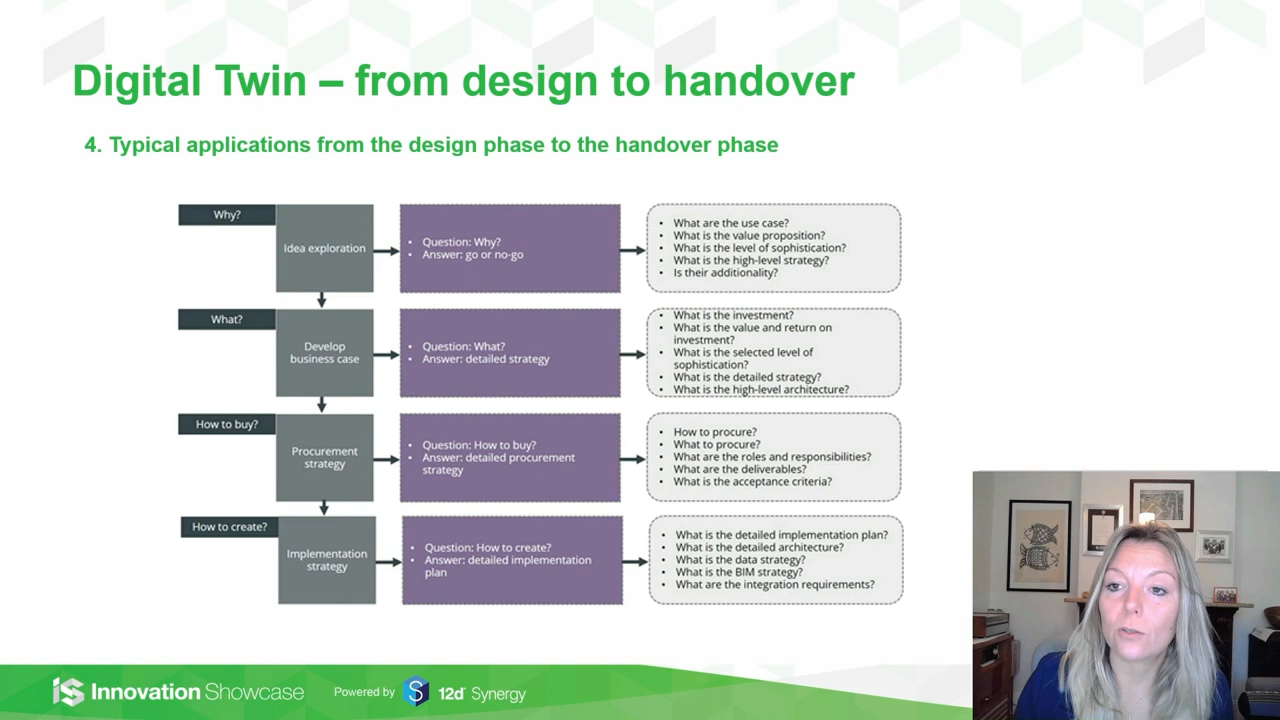 Digital Twin – from design to handover
4. Typical applications from the design phase to the handover phase
Why?
Idea exploration
• Question: Why?
• Answer: go or no-go
• What are the use case?
• What is the value proposition?
• What is the level of sophistication?
• What is the high-level strategy?
• Is their additionality?
What?
Develop
business case
• Question: What?
• Answer: detailed strategy
• What is the investment?
• What is the value and return on
investment?
• What is the selected level of
sophistication?
• What is the detailed strategy?
• What is the high-level architecture?
How to buy?
Procurement
strategy
• Question: How to buy?
• Answer: detailed procurement
strategy
• How to procure?
• What to procure?
• What are the roles and responsibilities?
• What are the deliverables?
• What is the acceptance criteria?
How to create?
Implementation
strategy
• Question: How to create?
• Answer: detailed implementation
plan
• What is the detailed implementation plan?
• What is the detailed architecture?
• What is the data strategy?
• What is the BIM strategy?
• What are the integration requirements?
iS Innovation Showcase
Powered by S 12d Synergy